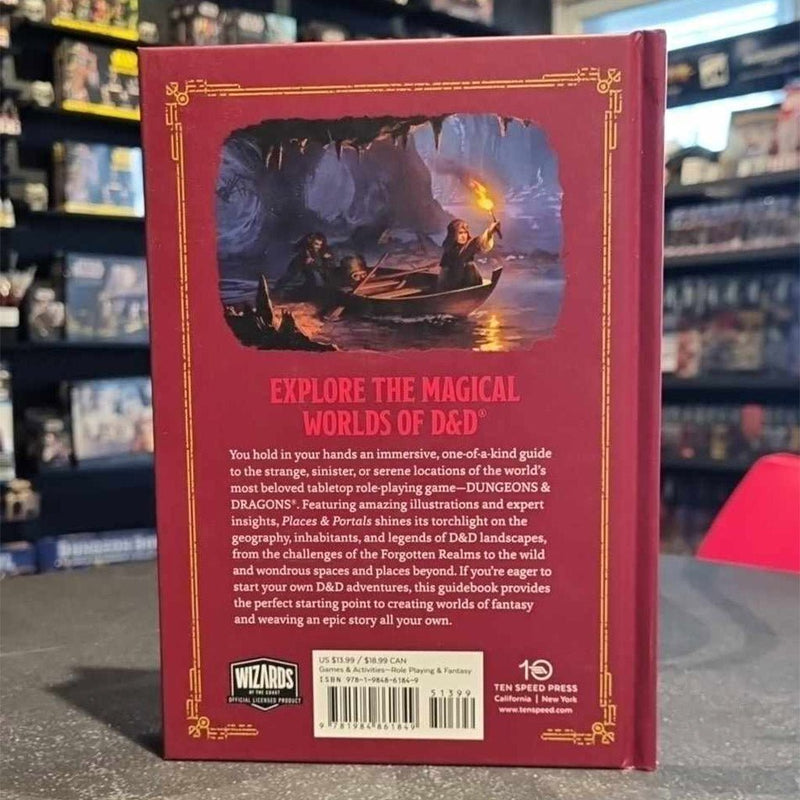 EXPLORE THE MAGICAL
WORLDS OF D&D®
You hold in your hands an immersive, one-of-a-kind guide
to the strange, sinister, or serene locations of the world's
most beloved tabletop role-playing game—DUNGEONS &
DRAGONS®. Featuring amazing illustrations and expert
insights, Places & Portals shines its torchlight on the
geography, inhabitants, and legends of D&D landscapes,
from the challenges of the Forgotten Realms to the wild
and wondrous spaces and places beyond. If you're eager to
start your own D&D adventures, this guidebook provides
the perfect starting point to creating worlds of fantasy
and weaving an epic story all your own.
WIZARDS
OF THE COAST
OFFICIAL LICENSED PRODUCT
US $13.99 / $18.99 CAN
Games & Activities—Role Playing & Fantasy
ISBN 978-1-9848-6184-9
51399
9 781984 861849
10
TEN SPEED PRESS
California | New York
www.tenspeed.com